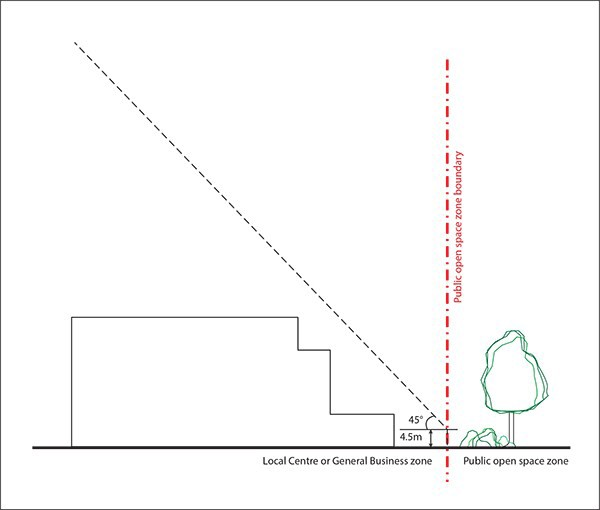 Public open space zone boundary
45°
4.5m
Local Centre or General Business zone
Public open space zone